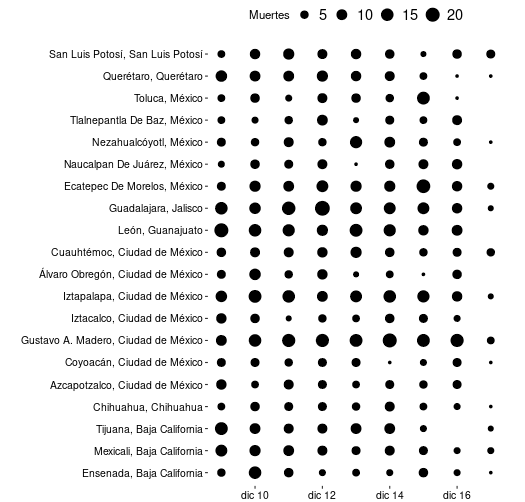 Muertes 5 10 15 20
San Luis Potosí, San Luis Potosí
Querétaro, Querétaro
Toluca, México
Tlalnepantla De Baz, México
Nezahualcóyotl, México
Naucalpan De Juárez, México
Ecatepec De Morelos, México
Guadalajara, Jalisco
León, Guanajuato
Cuauhtémoc, Ciudad de México
Álvaro Obregón, Ciudad de México
Iztapalapa, Ciudad de México
Iztacalco, Ciudad de México
Gustavo A. Madero, Ciudad de México
Coyoacán, Ciudad de México
Azcapotzalco, Ciudad de México
Chihuahua, Chihuahua
Tijuana, Baja California
Mexicali, Baja California
Ensenada, Baja California
dic 10 dic 12 dic 14 dic 16